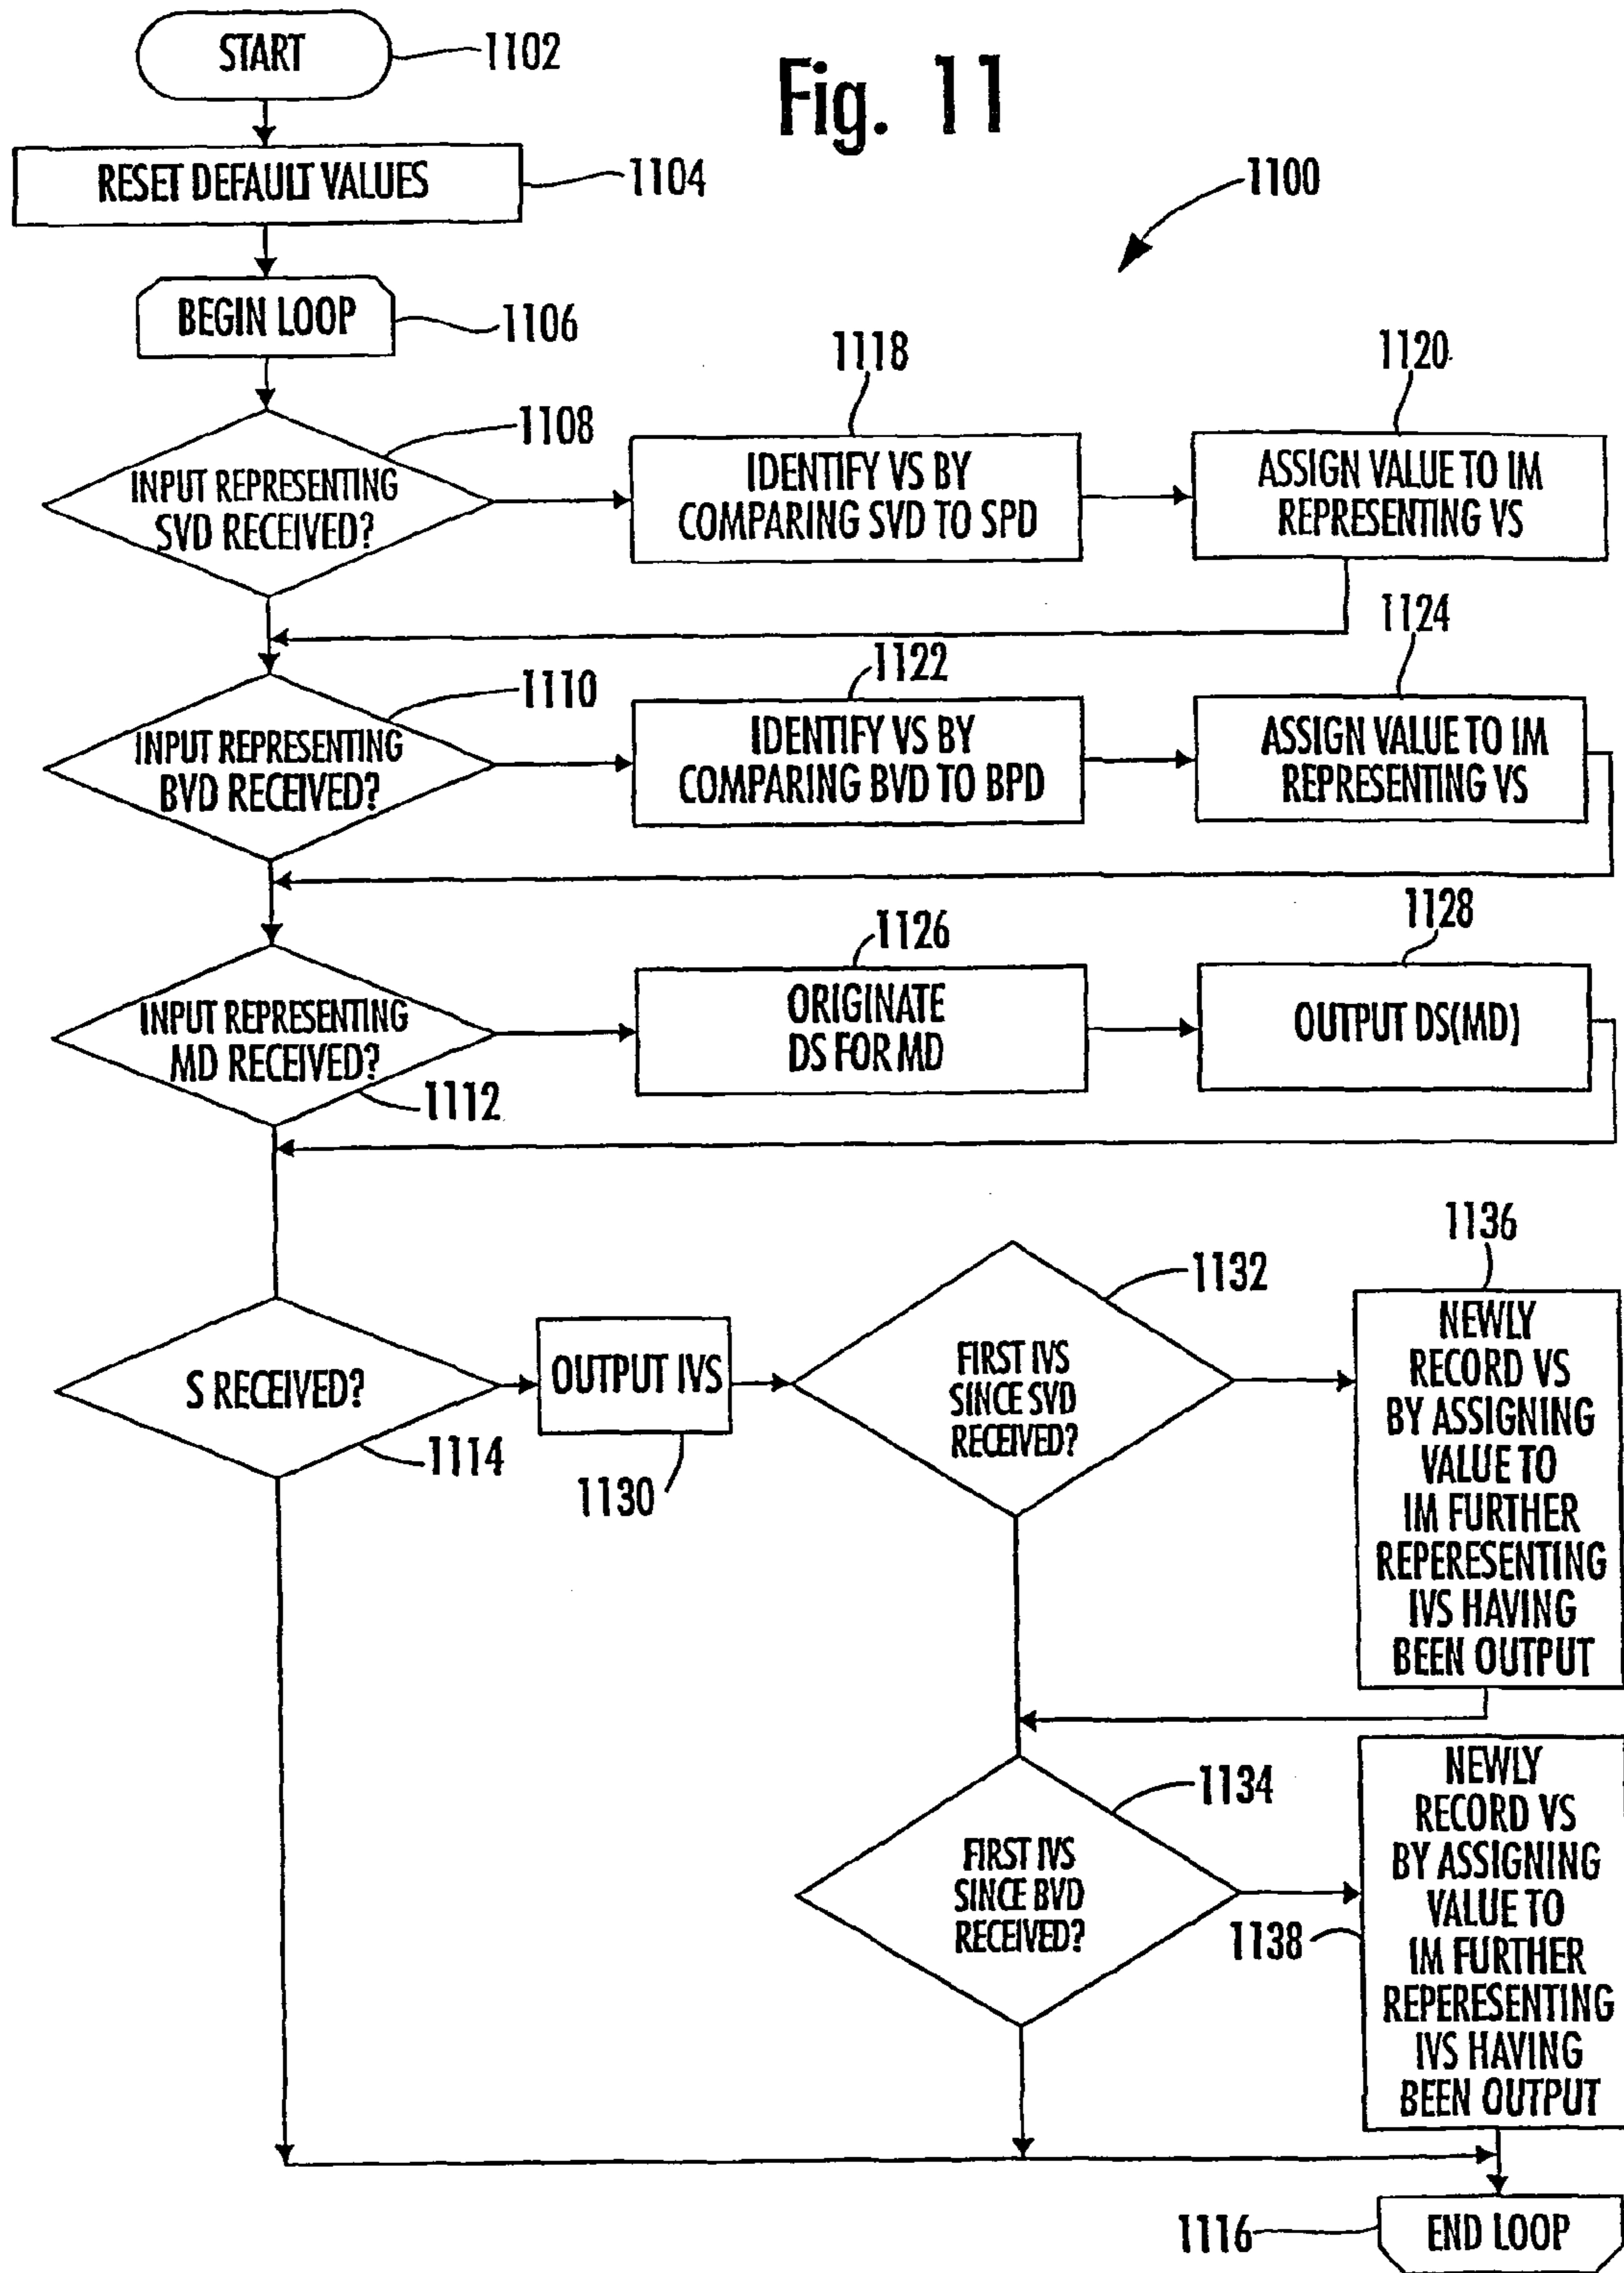 START
1102
Fig. 11
RESET DEFAULT VALUES
1104
1100
BEGIN LOOP
1106
1118
1120
1108
INPUT REPRESENTING
SVD RECEIVED?
IDENTIFY VS BY
COMPARING SVD TO SPD
ASSIGN VALUE TO IM
REPRESENTING VS
1110
1122
1124
INPUT REPRESENTING
BVD RECEIVED?
IDENTIFY VS BY
COMPARING BVD TO BPD
ASSIGN VALUE TO IM
REPRESENTING VS
1126
1128
INPUT REPRESENTING
MD RECEIVED?
1112
ORIGINATE
DS FOR MD
OUTPUT DS(MD)
1132
1136
S RECEIVED?
1114
OUTPUT IVS
1130
FIRST IVS
SINCE SVD
RECEIVED?
NEWLY
RECORD VS
BY ASSIGNING
VALUE TO
IM FURTHER
REPERESENTING
IVS HAVING
BEEN OUTPUT
1134
FIRST IVS
SINCE BVD
RECEIVED?
1138
NEWLY
RECORD VS
BY ASSIGNING
VALUE TO
IM FURTHER
REPERESENTING
IVS HAVING
BEEN OUTPUT
1116
END LOOP